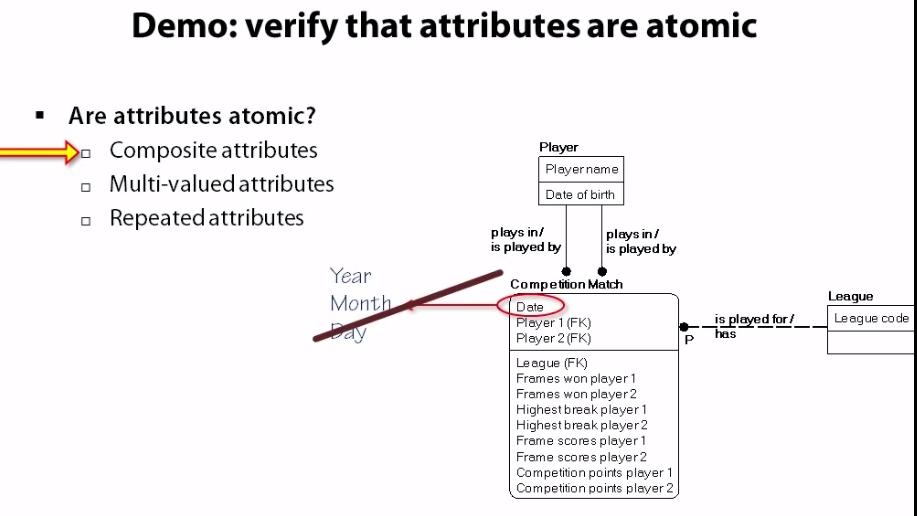 Demo: verify that attributes are atomic
▪ Are attributes atomic?
Composite attributes
Multi-valued attributes
Repeated attributes
Player
Player name
Date of birth
plays in /
is played by
plays in /
is played by
Year
Month
Day
Competition Match
Date
Player 1 (FK)
Player 2 (FK)
League (FK)
Frames won player 1
Frames won player 2
Highest break player 1
Highest break player 2
Frame scores player 1
Frame scores player 2
Competition points player 1
Competition points player 2
P
is played for /
has
League
League code